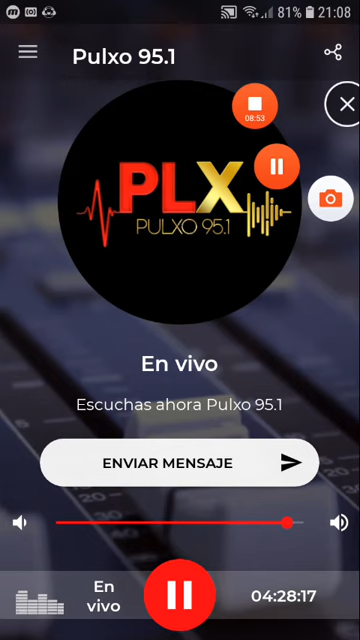 81% 21:08
Pulxo 95.1
08:53
PLX
PULXO 95.1
En vivo
Escuchas ahora Pulxo 95.1
ENVIAR MENSAJE
En
vivo
04:28:17